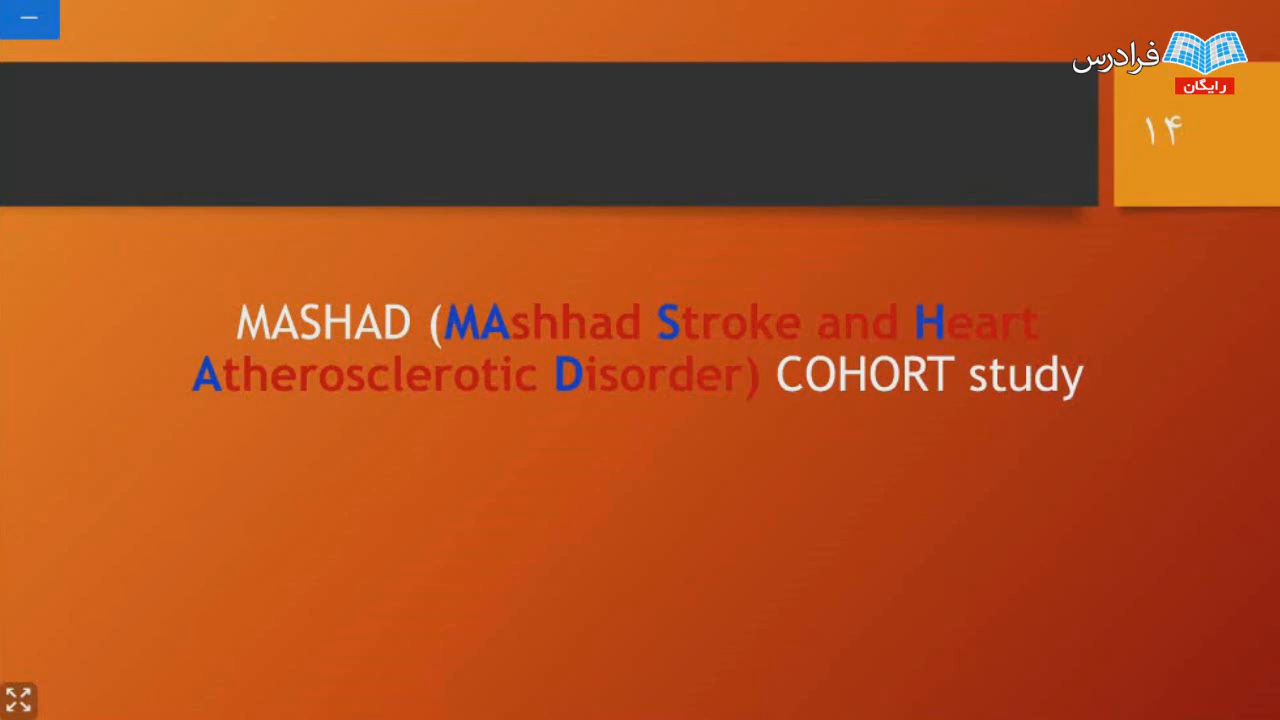 فرادرس
رایگان
۱۴
MASHAD (MAshhad Stroke and Heart
Atherosclerotic Disorder) COHORT study